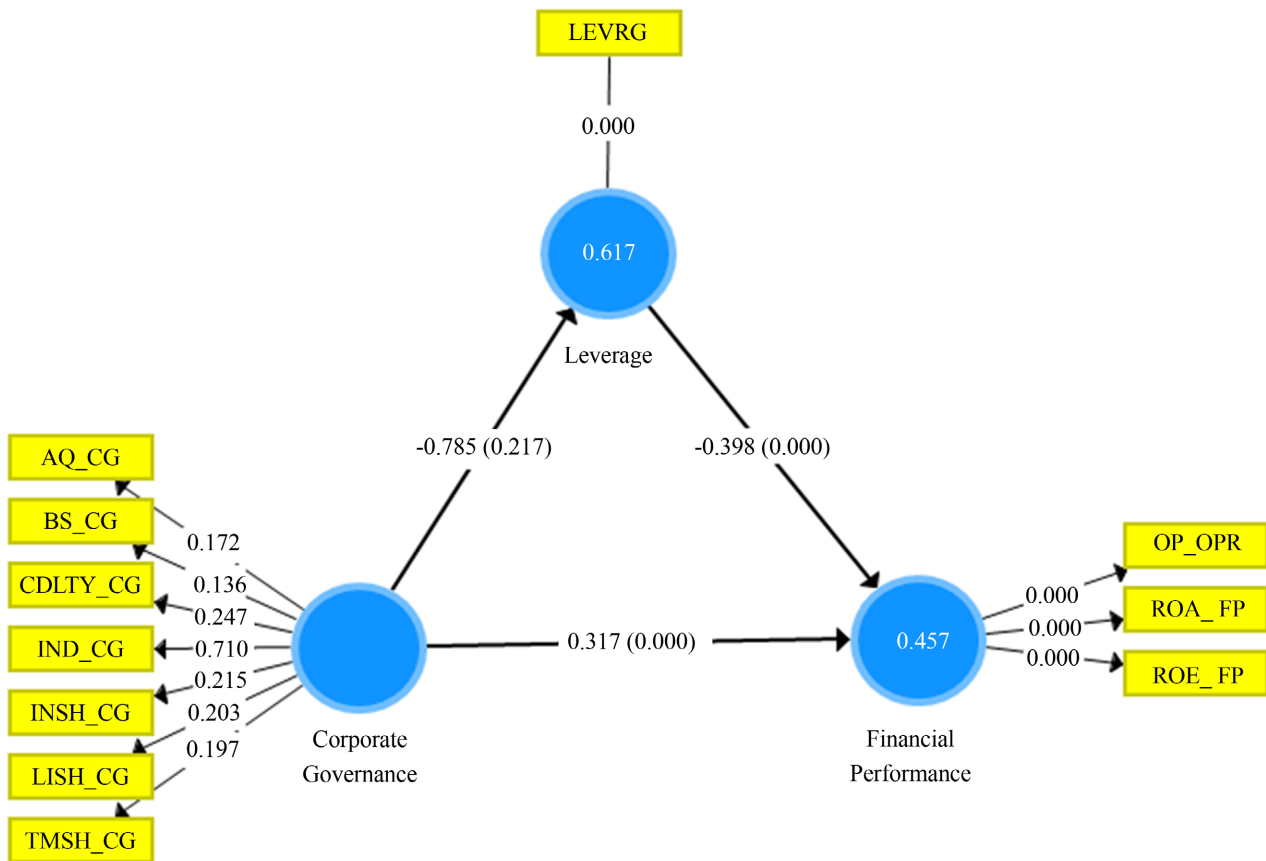 LEVRG
0.000
0.617
Leverage
-0.785 (0.217)
-0.398 (0.000)
AQ_CG
BS_CG
CDLTY_CG
IND_CG
INSH_CG
LISH_CG
TMSH_CG
0.172
0.136
0.247
0.710
0.215
0.203
0.197
Corporate
Governance
0.317 (0.000)
0.457
Financial
Performance
0.000
0.000
0.000
OP_OPR
ROA_ FP
ROE_ FP